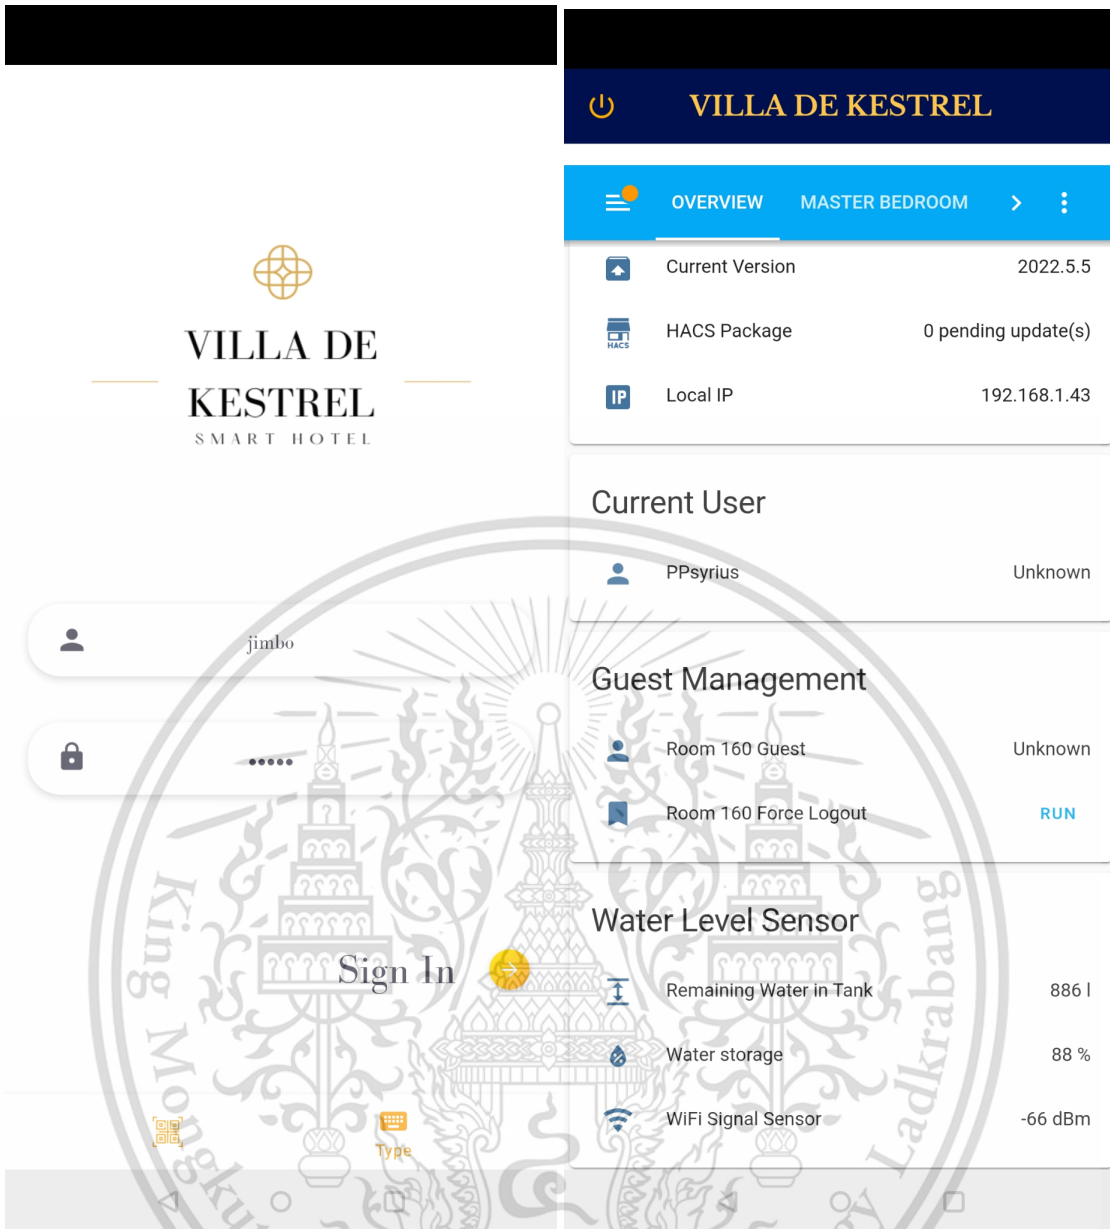 VILLA DE
KESTREL
SMART HOTEL
jimbo
•••••
Sign In
Type
VILLA DE KESTREL
OVERVIEW MASTER BEDROOM
Current Version 2022.5.5
HACS
HACS Package 0 pending update(s)
IP
Local IP 192.168.1.43
Current User
PPsyrius Unknown
Guest Management
Room 160 Guest Unknown
Room 160 Force Logout RUN
Water Level Sensor
Remaining Water in Tank 886 l
Water storage 88 %
WiFi Signal Sensor -66 dBm
King Mongkut
Ladkrabang